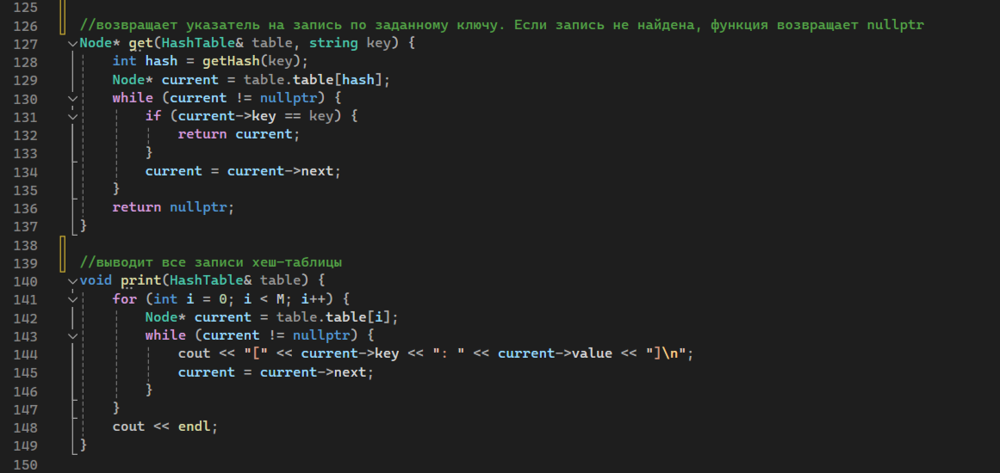 125
126 //возвращает указатель на запись по заданному ключу. Если запись не найдена, функция возвращает nullptr
127 Node* get(HashTable& table, string key) {
128     int hash = getHash(key);
129     Node* current = table.table[hash];
130     while (current != nullptr) {
131         if (current->key == key) {
132             return current;
133         }
134         current = current->next;
135     }
136     return nullptr;
137 }
138
139 //выводит все записи хеш-таблицы
140 void print(HashTable& table) {
141     for (int i = 0; i < M; i++) {
142         Node* current = table.table[i];
143         while (current != nullptr) {
144             cout << "[" << current->key << ": " << current->value << "]\n";
145             current = current->next;
146         }
147     }
148     cout << endl;
149 }
150